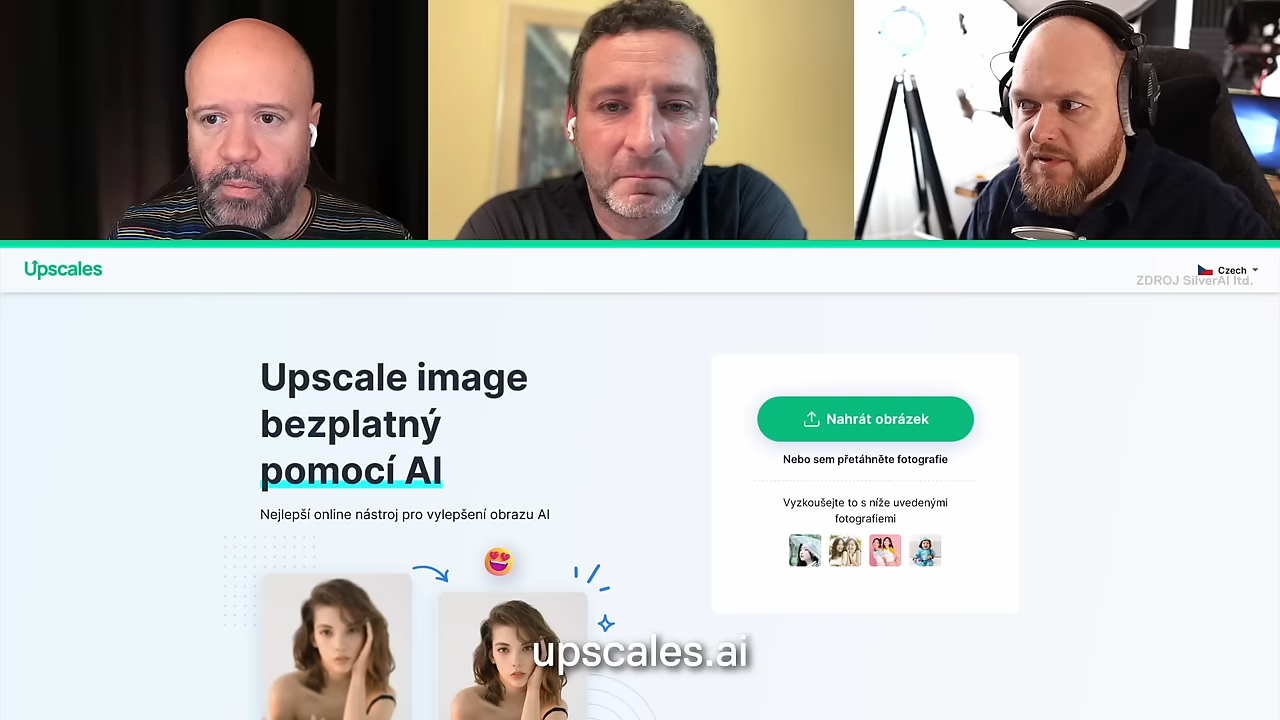 Upscales
Czech
ZDROJ SilverAI ltd.
Upscale image
bezplatný
pomocí AI
Nejlepší online nástroj pro vylepšení obrazu AI
Nahrát obrázek
Nebo sem přetáhněte fotografie
Vyzkoušejte to s níže uvedenými
fotografiemi
upscales.ai